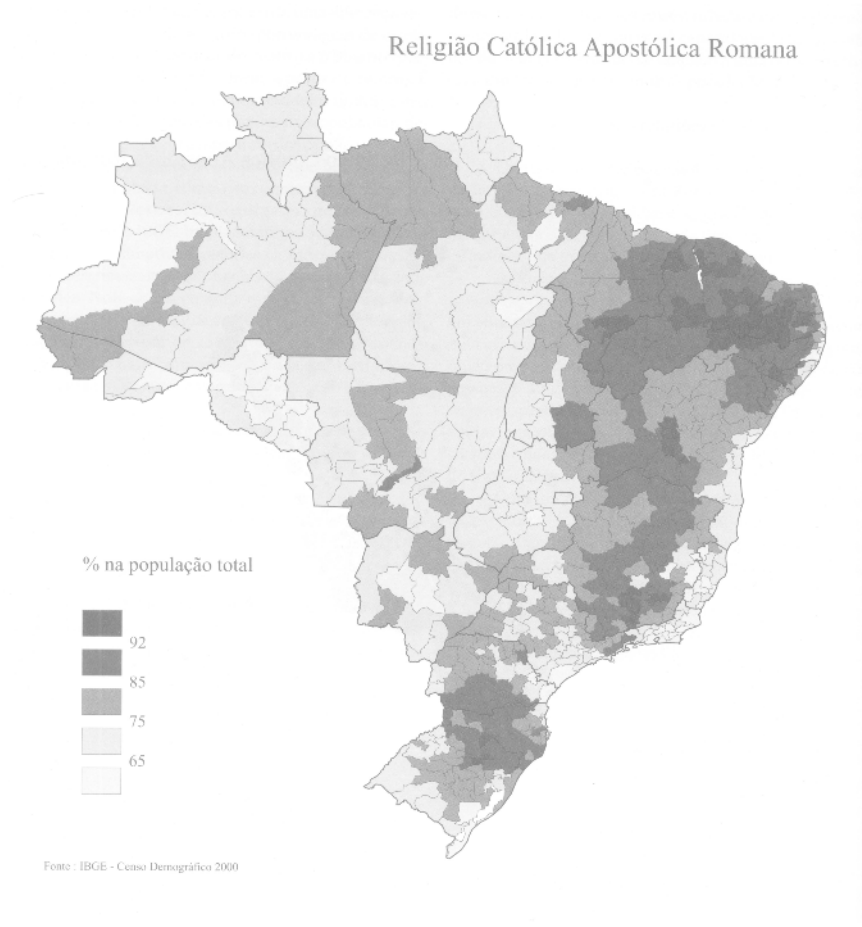 Religião Católica Apostólica Romana
% na população total
92
85
75
65
Fonte : IBGE - Censo Demográfico 2000